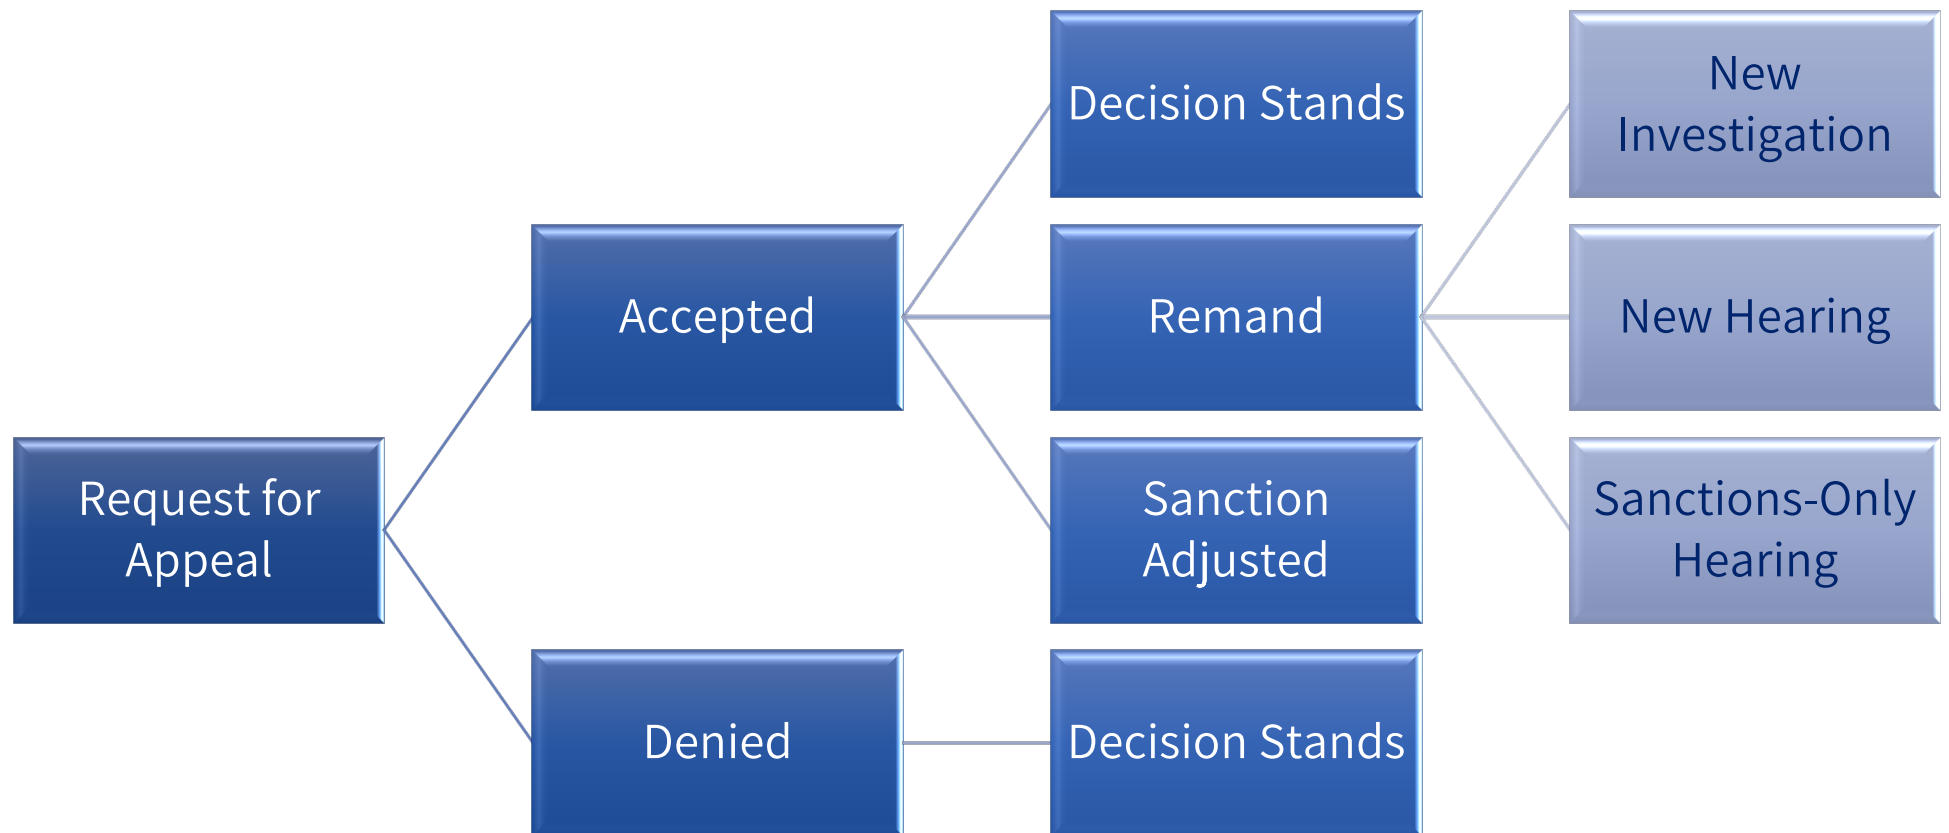 Request for
Appeal
Accepted
Denied
Decision Stands
Remand
Sanction
Adjusted
Decision Stands
New
Investigation
New Hearing
Sanctions-Only
Hearing